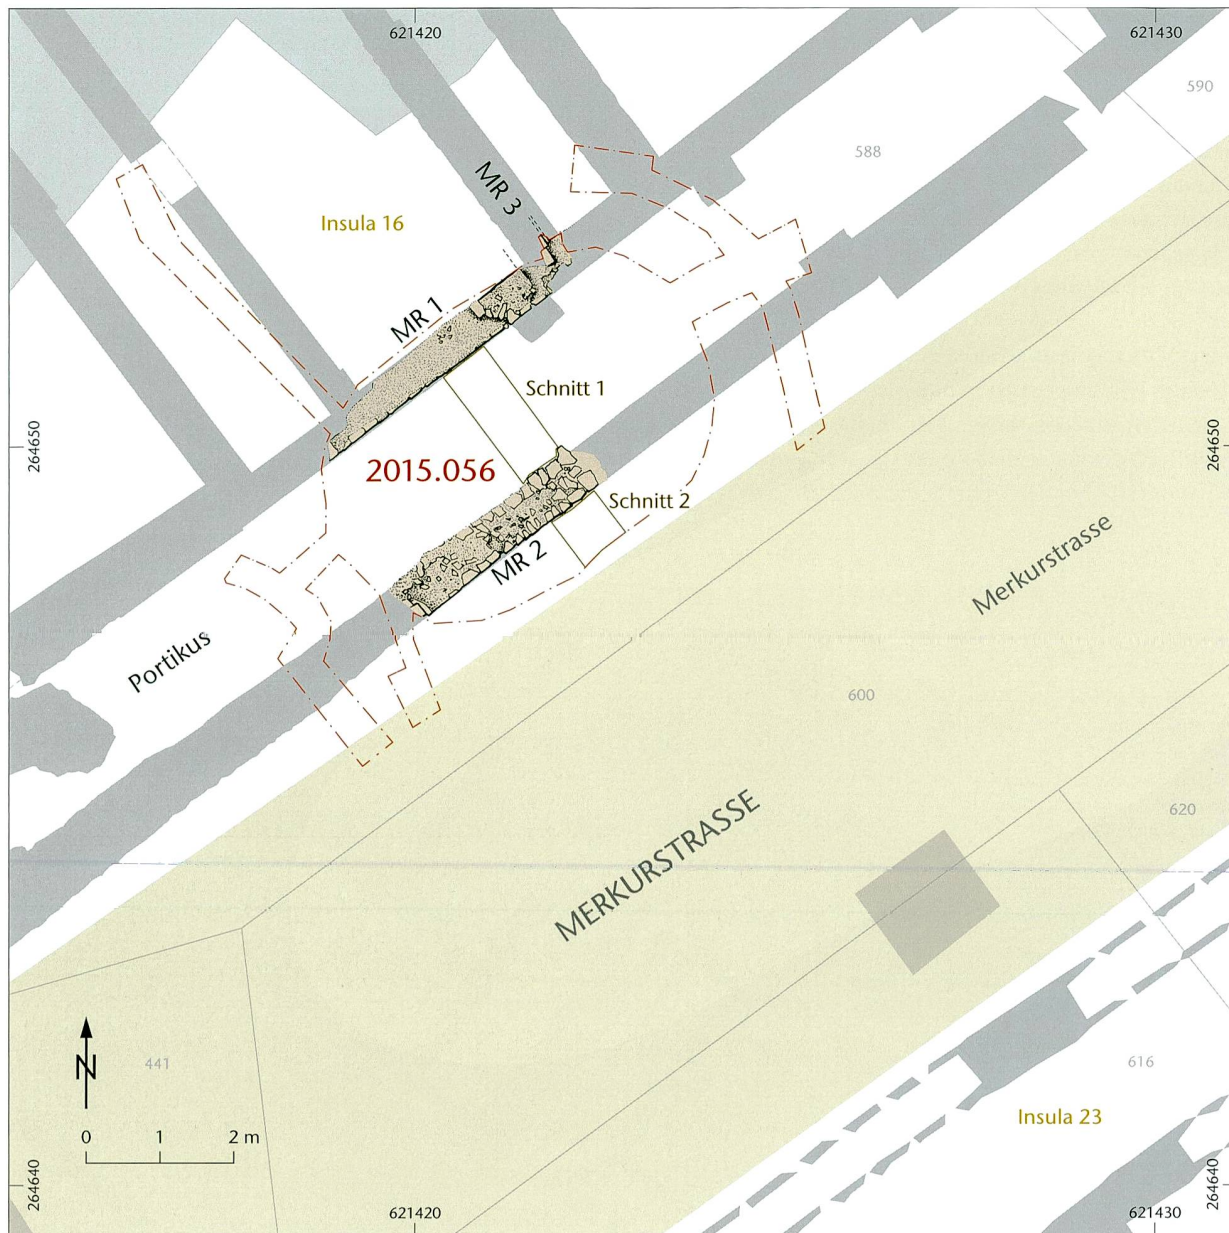 621420
621430
590
588
MR 3
Insula 16
MR 1
Schnitt 1
264650
264650
2015.056
Schnitt 2
MR 2
Merkurstrasse
Portikus
600
MERKURSTRASSE
620
N
441
616
Insula 23
0 1 2 m
264640
264640
621420
621430